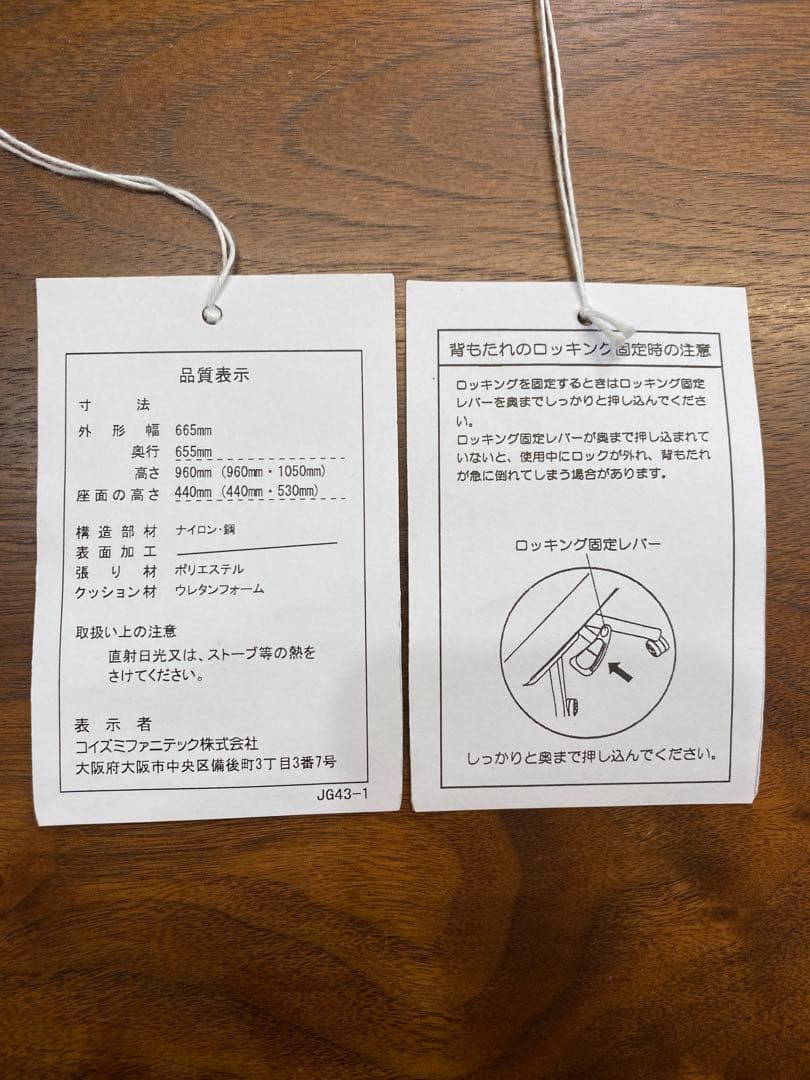 品質表示
寸法
外形幅 665mm
奥行 655mm
高さ 960mm (960mm・1050mm)
座面の高さ 440mm (440mm・530mm)
構造部材 ナイロン・鋼
表面加工
張り材 ポリエステル
クッション材 ウレタンフォーム
取扱い上の注意
直射日光又は、ストーブ等の熱を
さけてください。
表示者
コイズミファニテック株式会社
大阪府大阪市中央区備後町3丁目3番7号
JG43-1
背もたれのロッキング固定時の注意
ロッキングを固定するときはロッキング固定
レバーを奥までしっかりと押し込んでくださ
い。
ロッキング固定レバーが奥まで押し込まれて
いないと、使用中にロックが外れ、背もたれ
が急に倒れてしまう場合があります。
ロッキング固定レバー
しっかりと奥まで押し込んでください。